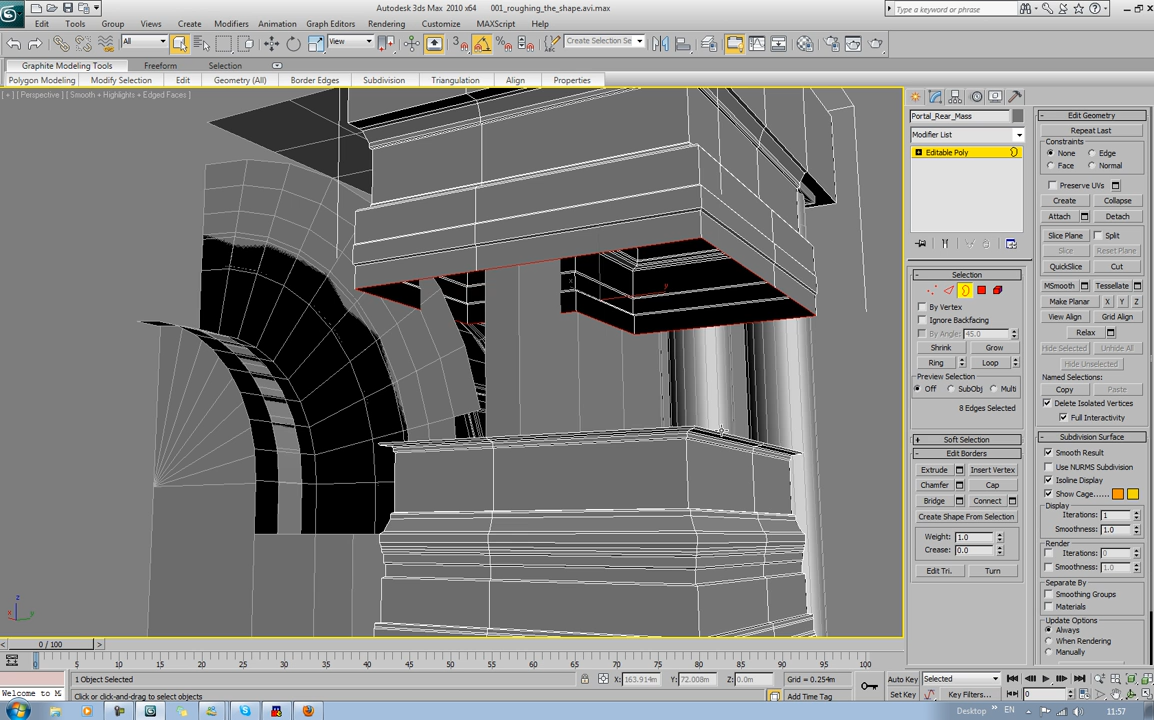 Autodesk 3ds Max 2010 x64 001_roughing_the_shape.avi.max
Type a keyword or phrase
Edit Tools Group Views Create Modifiers Animation Graph Editors Rendering Customize MAXScript Help
All View Create Selection Se
Graphite Modeling Tools Freeform Selection
Polygon Modeling Modify Selection Edit Geometry (All) Border Edges Subdivision Triangulation Align Properties
[ + ] [ Perspective ] [ Smooth + Highlights + Edged Faces ]
Portal_Rear_Mass
Modifier List
Editable Poly
Selection
By Vertex
Ignore Backfacing
By Angle: 45.0
Shrink Grow
Ring Loop
Preview Selection
Off SubObj Multi
8 Edges Selected
Soft Selection
Edit Borders
Extrude Insert Vertex
Chamfer Cap
Bridge Connect
Create Shape From Selection
Weight: 1.0
Crease: 0.0
Edit Tri. Turn
Edit Geometry
Repeat Last
Constraints
None Edge
Face Normal
Preserve UVs
Create Collapse
Attach Detach
Slice Plane Split
Slice Reset Plane
QuickSlice Cut
MSmooth Tessellate
Make Planar X Y Z
View Align Grid Align
Relax
Hide Selected Unhide All
Hide Unselected
Named Selections:
Copy Paste
Delete Isolated Vertices
Full Interactivity
Subdivision Surface
Smooth Result
Use NURMS Subdivision
Isoline Display
Show Cage......
Display
Iterations: 1
Smoothness: 1.0
Render
Iterations: 0
Smoothness: 1.0
Separate By
Smoothing Groups
Materials
Update Options
Always
When Rendering
Manually
x y
z x y
0 / 100
0 5 10 15 20 25 30 35 40 45 50 55 60 65 70 75 80 85 90 95 100
1 Object Selected X: 163.914m Y: 72.008m Z: 0.0m Grid = 0.254m Auto Key Selected
Welcome to M Click or click-and-drag to select objects Add Time Tag Set Key Key Filters... 0
Desktop » EN 11:57